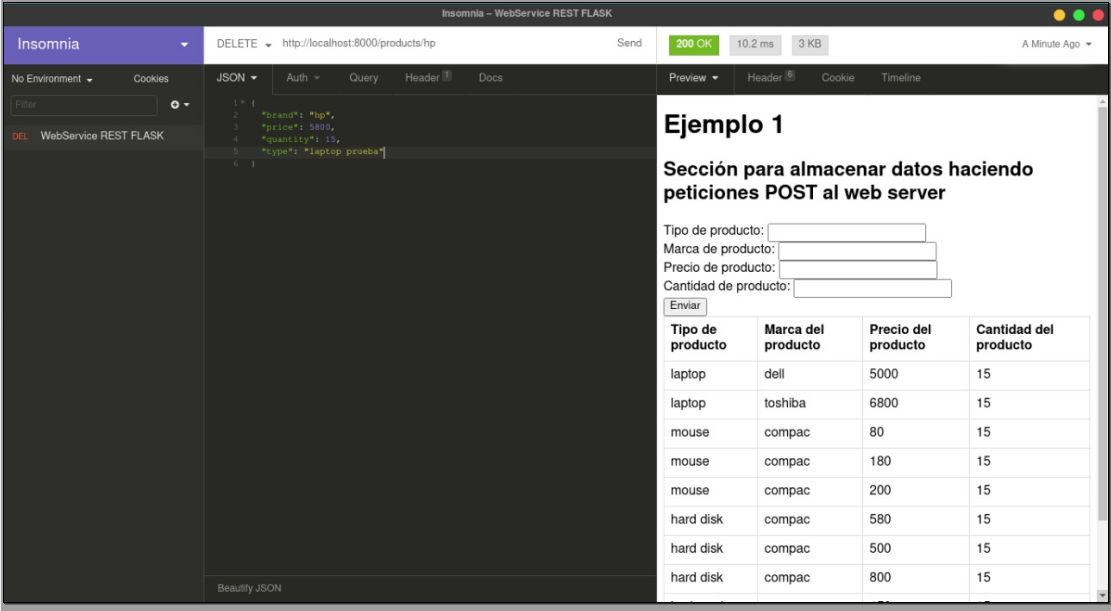 Insomnia – WebService REST FLASK
Insomnia
DELETE http://localhost:8000/products/hp Send
200 OK 10.2 ms 3 KB A Minute Ago
No Environment Cookies
JSON Auth Query Header 1 Docs
Preview Header 6 Cookie Timeline
Filter
DEL WebService REST FLASK
1 {
2 "brand": "hp",
3 "price": 5800,
4 "quantity": 15,
5 "type": "laptop prueba"
6 }
Beautify JSON
Ejemplo 1
Sección para almacenar datos haciendo
peticiones POST al web server
Tipo de producto:
Marca de producto:
Precio de producto:
Cantidad de producto:
Enviar
Tipo de producto Marca del producto Precio del producto Cantidad del producto
laptop dell 5000 15
laptop toshiba 6800 15
mouse compac 80 15
mouse compac 180 15
mouse compac 200 15
hard disk compac 580 15
hard disk compac 500 15
hard disk compac 800 15